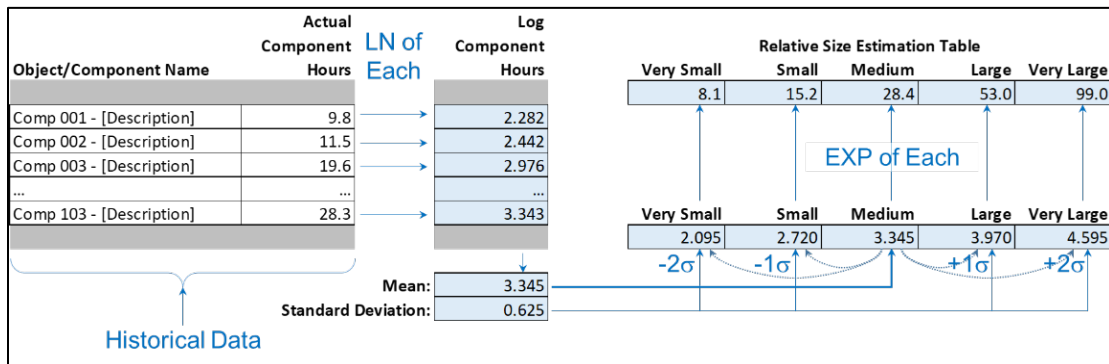 Actual
Component
Hours
LN of
Each
Log
Component
Hours
Object/Component Name
Relative Size Estimation Table
Very Small Small Medium Large Very Large
8.1 15.2 28.4 53.0 99.0
Comp 001 - [Description] 9.8 2.282
Comp 002 - [Description] 11.5 2.442
Comp 003 - [Description] 19.6 2.976
... ... ...
Comp 103 - [Description] 28.3 3.343
EXP of Each
Very Small Small Medium Large Very Large
2.095 2.720 3.345 3.970 4.595
-2σ -1σ +1σ +2σ
Mean: 3.345
Standard Deviation: 0.625
Historical Data